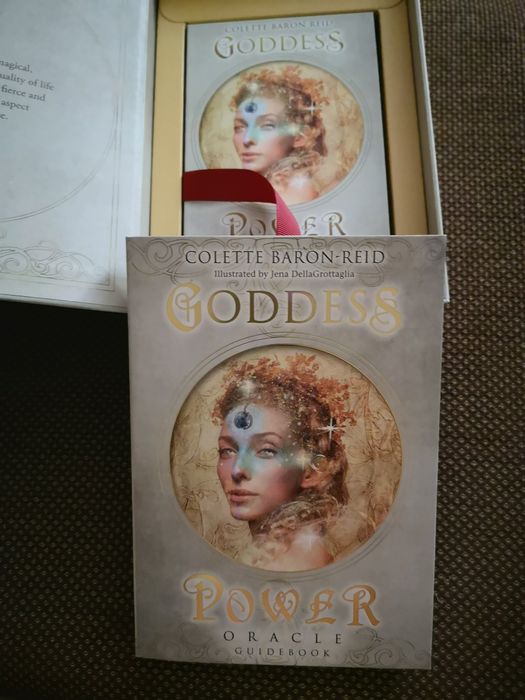 magical,
quality of life
fierce and
aspect
e.
COLETTE BARON REID
GODDESS
POWER
COLETTE BARON-REID
Illustrated by Jena DellaGrottaglia
GODDESS
POWER
ORACLE
GUIDEBOOK